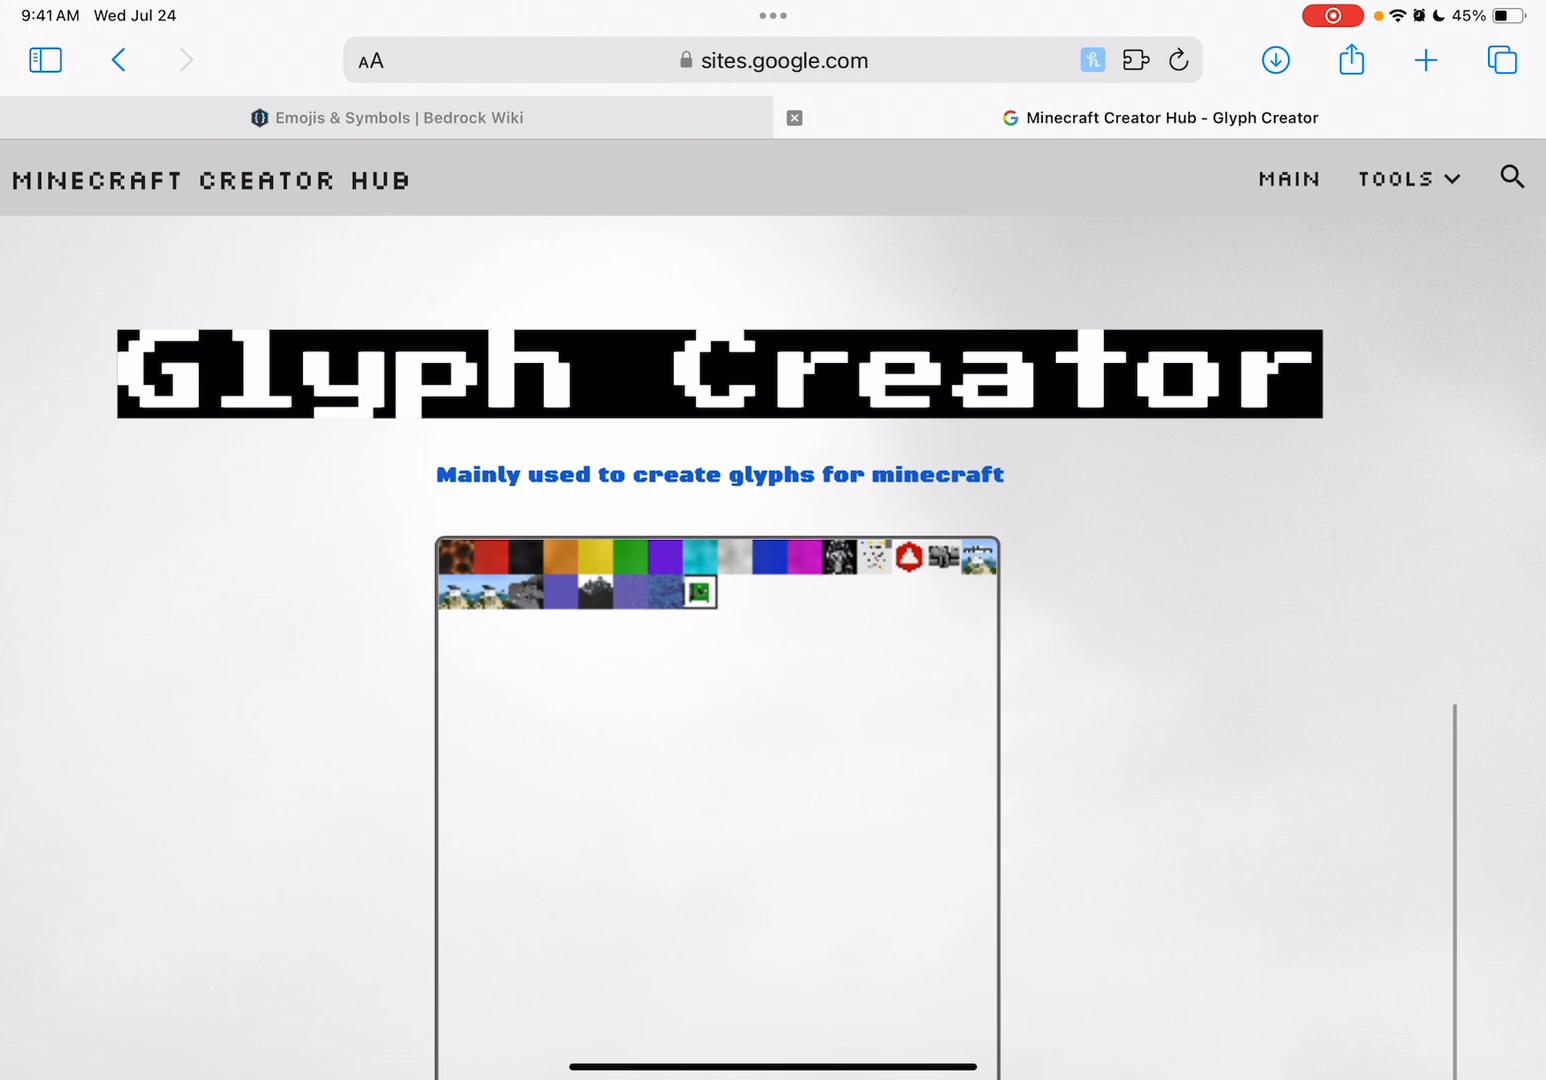 9:41 AM Wed Jul 24
45%
AA
sites.google.com
Emojis & Symbols | Bedrock Wiki
Minecraft Creator Hub - Glyph Creator
MINECRAFT CREATOR HUB
MAIN
TOOLS
Glyph Creator
Mainly used to create glyphs for minecraft